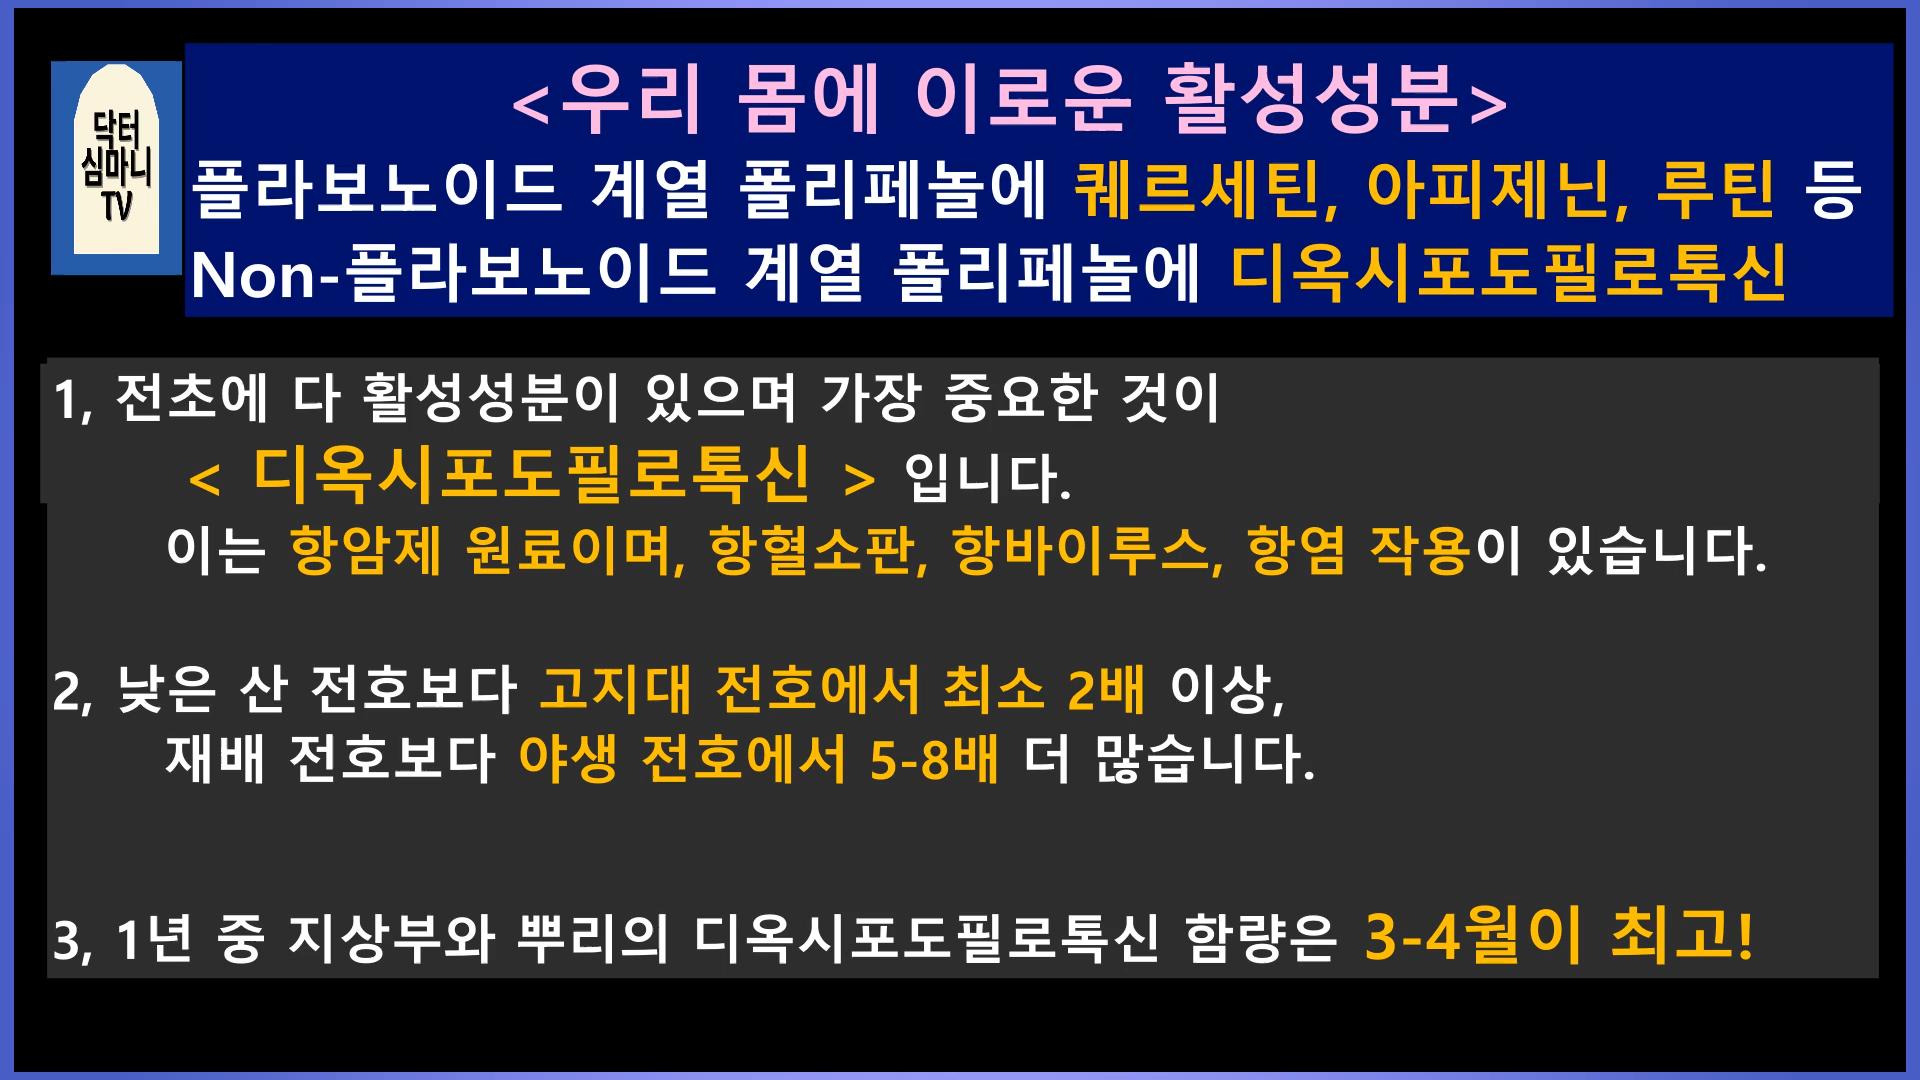 닥터
심마니
TV
<우리 몸에 이로운 활성성분>
플라보노이드 계열 폴리페놀에 퀘르세틴, 아피제닌, 루틴 등
Non-플라보노이드 계열 폴리페놀에 디옥시포도필로톡신
1, 전초에 다 활성성분이 있으며 가장 중요한 것이
< 디옥시포도필로톡신 > 입니다.
이는 항암제 원료이며, 항혈소판, 항바이루스, 항염 작용이 있습니다.
2, 낮은 산 전호보다 고지대 전호에서 최소 2배 이상,
재배 전호보다 야생 전호에서 5-8배 더 많습니다.
3, 1년 중 지상부와 뿌리의 디옥시포도필로톡신 함량은 3-4월이 최고!